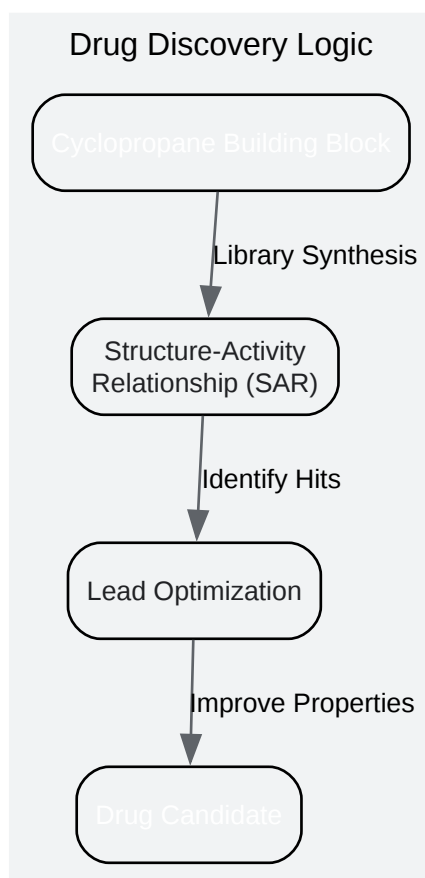 Drug Discovery Logic
Cyclopropane Building Block
Library Synthesis
Structure-Activity
Relationship (SAR)
Identify Hits
Lead Optimization
Improve Properties
Drug Candidate